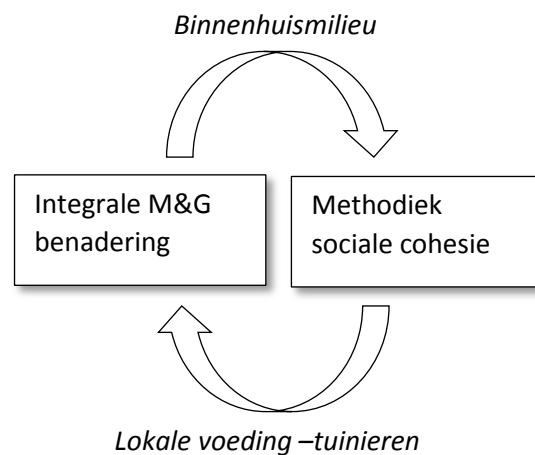 Binnenhuismilieu
Integrale M&G
benadering
Methodiek
sociale cohesie
Lokale voeding –tuinieren